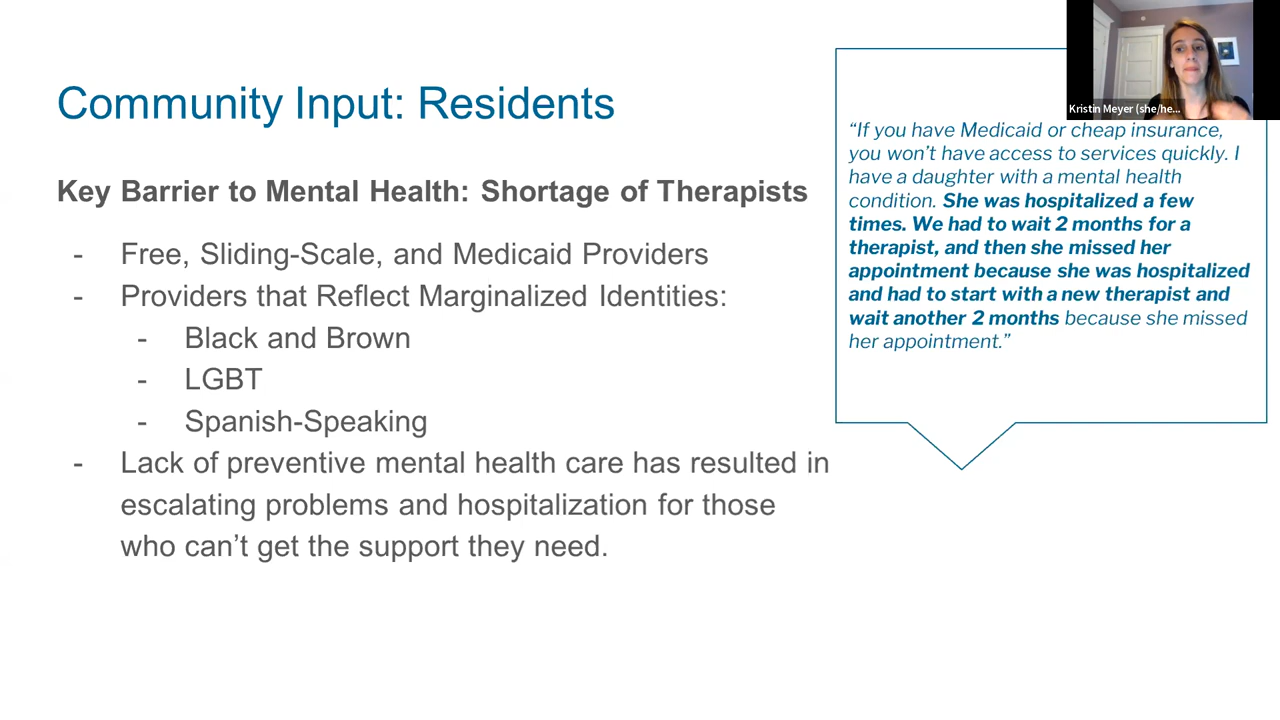 Community Input: Residents
Key Barrier to Mental Health: Shortage of Therapists
- Free, Sliding-Scale, and Medicaid Providers
- Providers that Reflect Marginalized Identities:
- Black and Brown
- LGBT
- Spanish-Speaking
- Lack of preventive mental health care has resulted in
escalating problems and hospitalization for those
who can’t get the support they need.
Kristin Meyer (she/he...
“If you have Medicaid or cheap insurance,
you won’t have access to services quickly. I
have a daughter with a mental health
condition. She was hospitalized a few
times. We had to wait 2 months for a
therapist, and then she missed her
appointment because she was hospitalized
and had to start with a new therapist and
wait another 2 months because she missed
her appointment.”